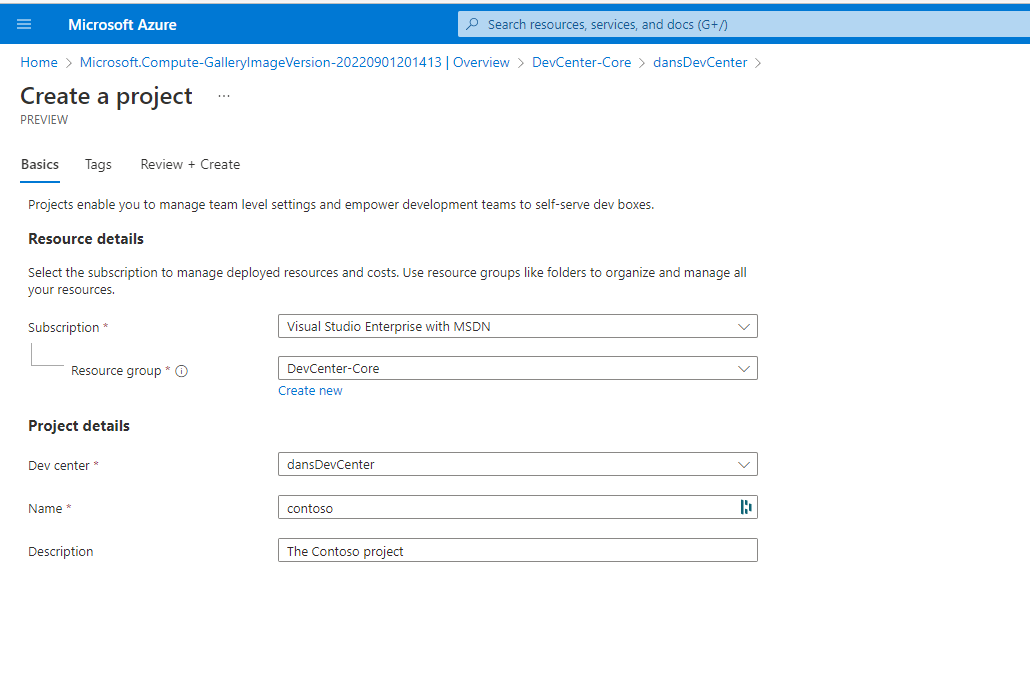 Microsoft Azure
Search resources, services, and docs (G+/)
Home > Microsoft.Compute-GalleryImageVersion-20220901201413 | Overview > DevCenter-Core > dansDevCenter >
Create a project ...
PREVIEW
Basics Tags Review + Create
Projects enable you to manage team level settings and empower development teams to self-serve dev boxes.
Resource details
Select the subscription to manage deployed resources and costs. Use resource groups like folders to organize and manage all
your resources.
Subscription * Visual Studio Enterprise with MSDN
Resource group * DevCenter-Core
Create new
Project details
Dev center * dansDevCenter
Name * contoso
Description The Contoso project